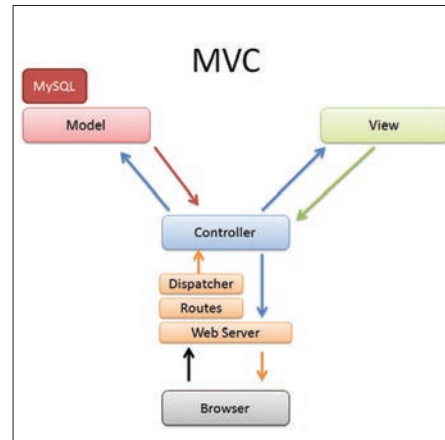 MVC
MySQL
Model
View
Controller
Dispatcher
Routes
Web Server
Browser